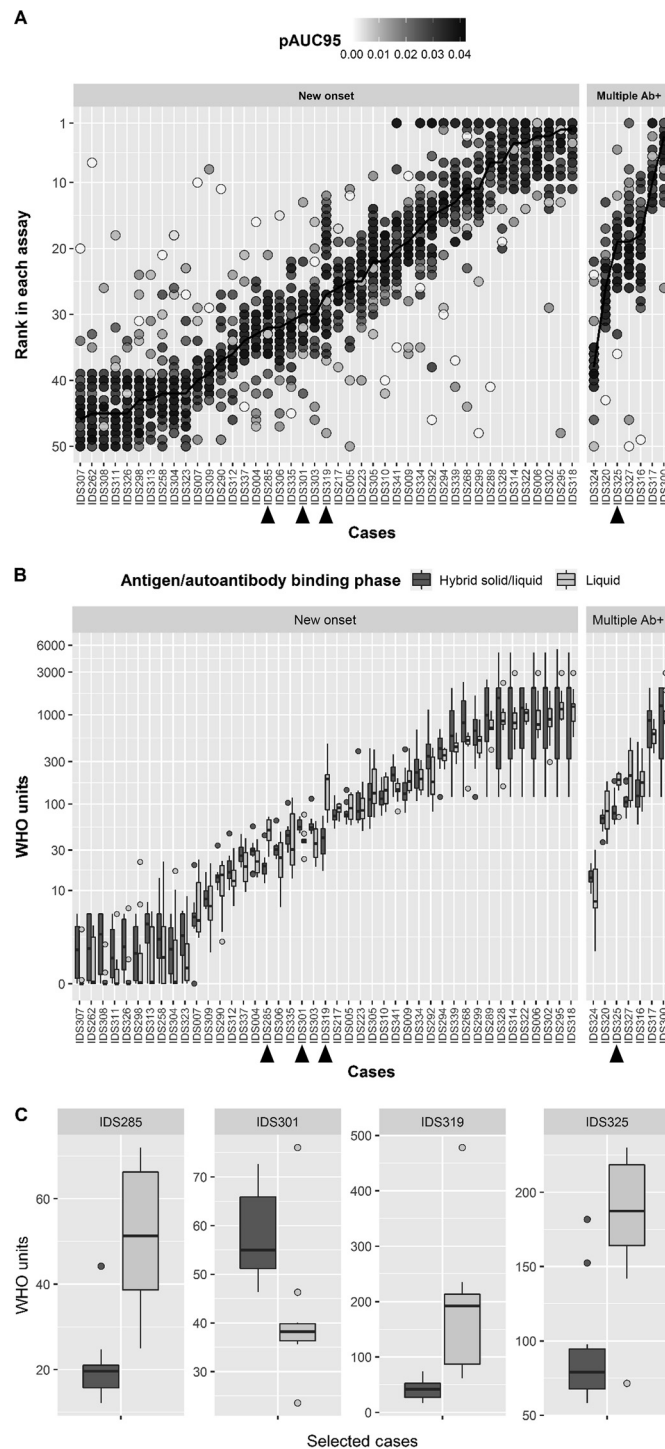 A
pAUC95
0.00 0.01 0.02 0.03 0.04
New onset
Multiple Ab+
Rank in each assay
1
10
20
30
40
50
IDS307 IDS262 IDS308 IDS311 IDS326 IDS298 IDS313 IDS258 IDS304 IDS323 IDS007 IDS309 IDS290 IDS312 IDS337 IDS004 IDS285 IDS306 IDS335 IDS301 IDS303 IDS319 IDS217 IDS005 IDS223 IDS305 IDS310 IDS341 IDS009 IDS334 IDS292 IDS294 IDS339 IDS268 IDS299 IDS289 IDS328 IDS314 IDS322 IDS006 IDS302 IDS295 IDS318
IDS324 IDS320 IDS325 IDS327 IDS316 IDS317
Cases
B
Antigen/autoantibody binding phase Hybrid solid/liquid Liquid
New onset
Multiple Ab+
WHO units
6000
3000
1000
300
100
30
10
0
IDS307 IDS262 IDS308 IDS311 IDS326 IDS298 IDS313 IDS258 IDS304 IDS323 IDS007 IDS309 IDS290 IDS312 IDS337 IDS004 IDS285 IDS306 IDS335 IDS301 IDS303 IDS319 IDS217 IDS005 IDS223 IDS305 IDS310 IDS341 IDS009 IDS334 IDS292 IDS294 IDS339 IDS268 IDS299 IDS289 IDS328 IDS314 IDS322 IDS006 IDS302 IDS295 IDS318
IDS324 IDS320 IDS325 IDS327 IDS316 IDS317
Cases
C
IDS285
IDS301
IDS319
IDS325
WHO units
60
40
20
70
60
50
40
30
500
400
300
200
100
0
200
150
100
50
Selected cases